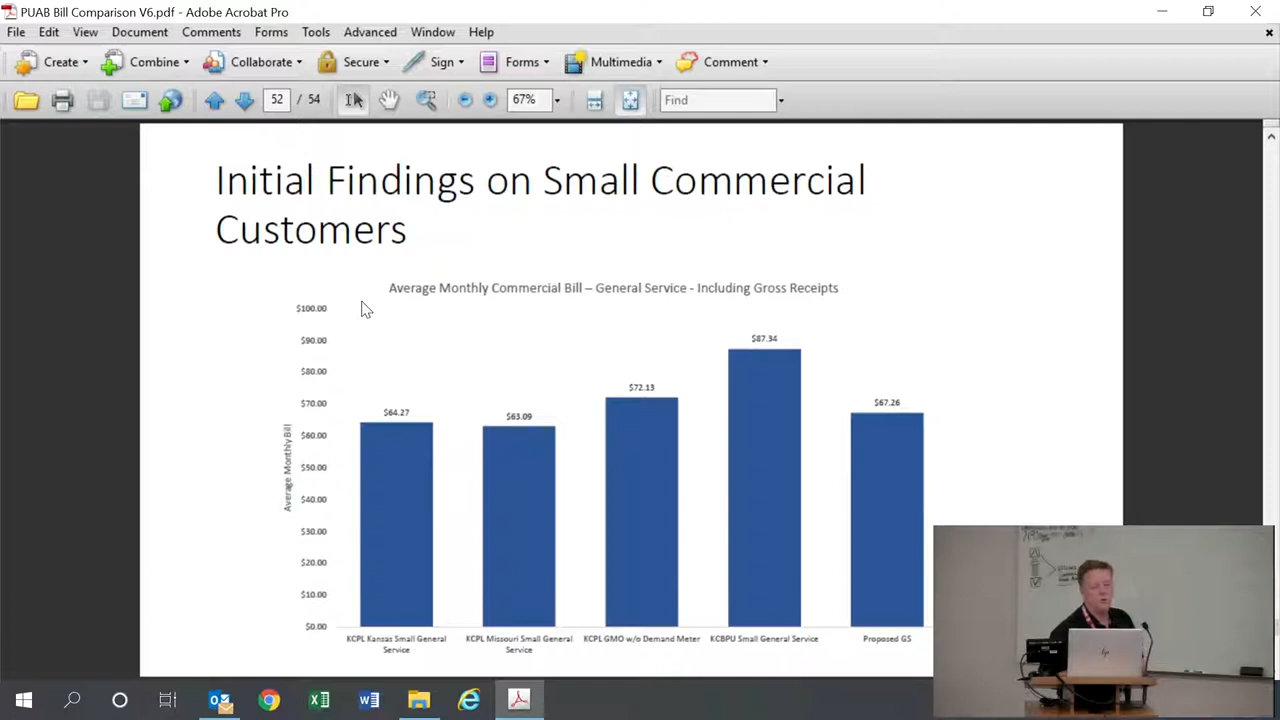 PUAB Bill Comparison V6.pdf - Adobe Acrobat Pro
File Edit View Document Comments Forms Tools Advanced Window Help
Create Combine Collaborate Secure Sign Forms Multimedia Comment
52 / 54 67% Find
Initial Findings on Small Commercial
Customers
Average Monthly Commercial Bill – General Service - Including Gross Receipts
$100.00
$90.00
$80.00
$70.00
$60.00
$50.00
$40.00
$30.00
$20.00
$10.00
$0.00
Average Monthly Bill
$64.27
$63.09
$72.13
$87.34
$67.26
KCPL Kansas Small General
Service
KCPL Missouri Small General
Service
KCPL GMO w/o Demand Meter
KCBPU Small General Service
Proposed GS
hp